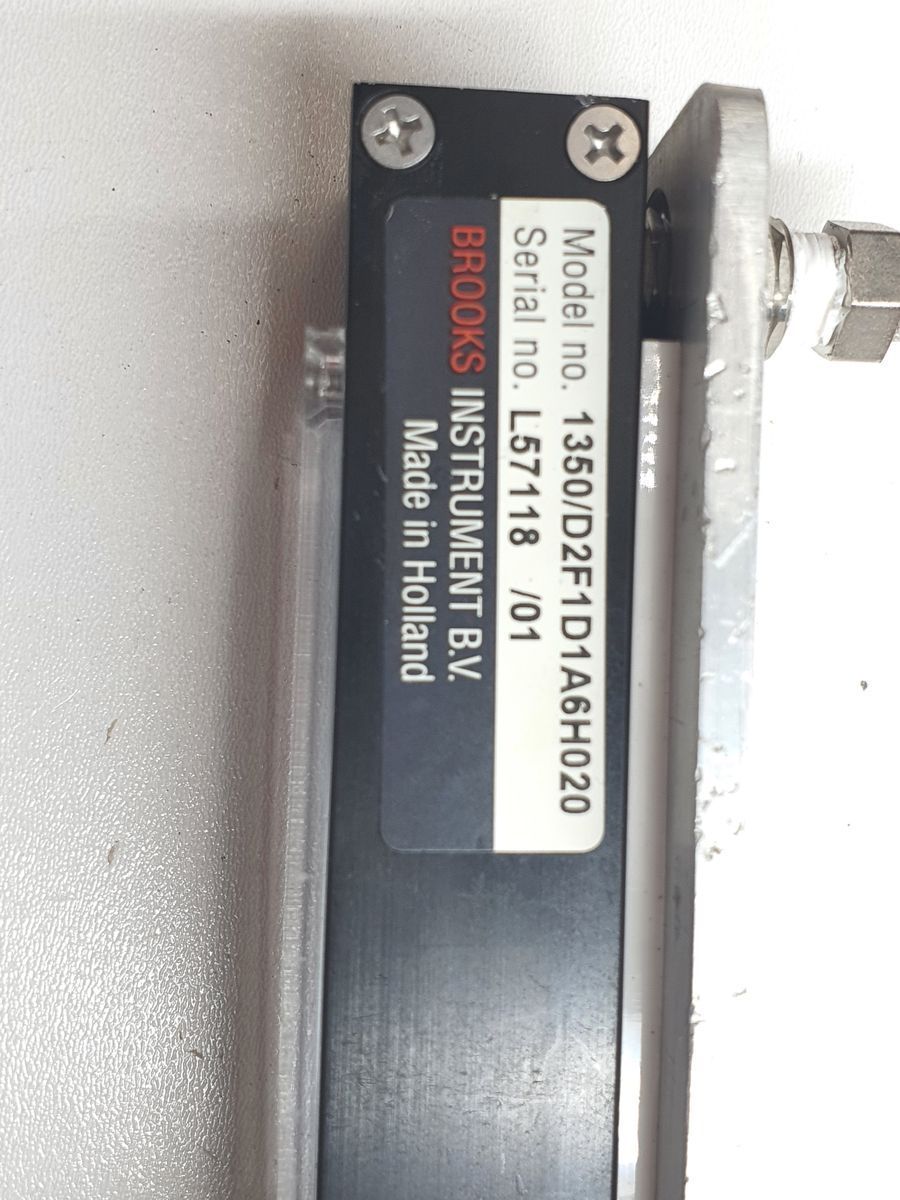 Model no. 1350/D2F1D1A6H020
Serial no. L57118 /01
BROOKS INSTRUMENT B.V.
Made in Holland